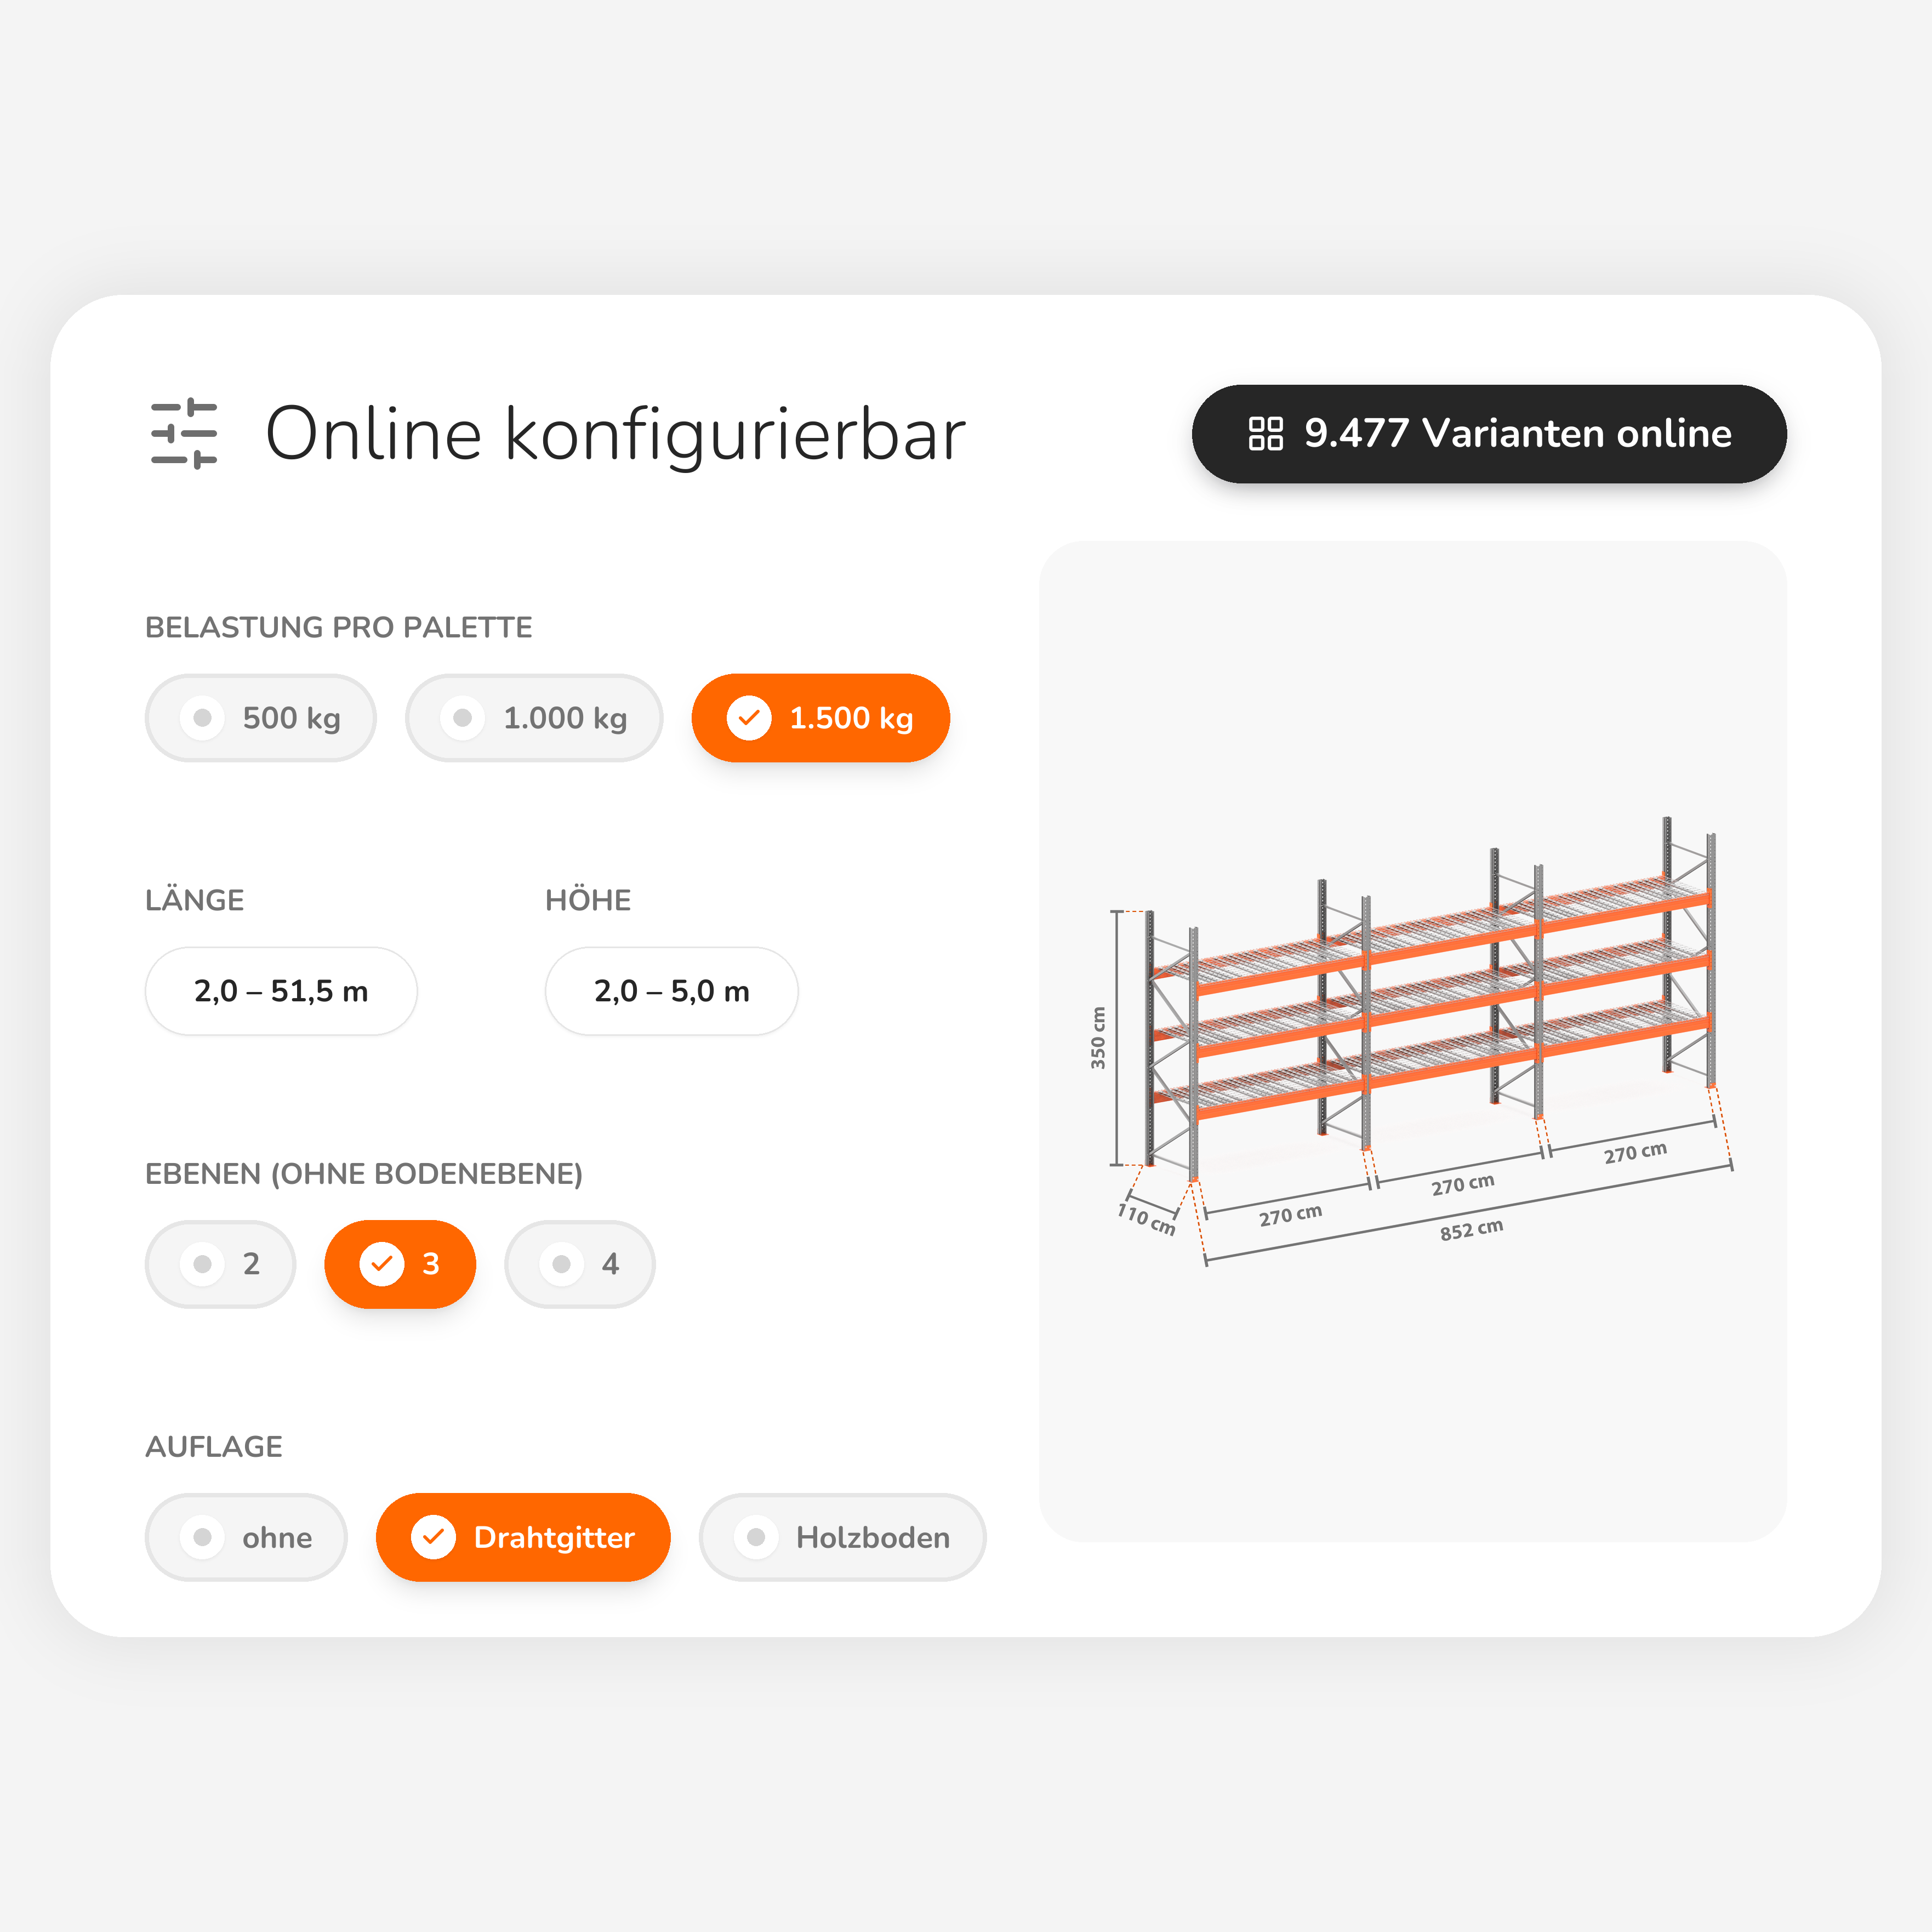 Online konfigurierbar
9.477 Varianten online
BELASTUNG PRO PALETTE
500 kg
1.000 kg
1.500 kg
LÄNGE
HÖHE
2,0 – 51,5 m
2,0 – 5,0 m
EBENEN (OHNE BODENEBENE)
2
3
4
AUFLAGE
ohne
Drahtgitter
Holzboden
350 cm
110 cm
270 cm
270 cm
270 cm
852 cm